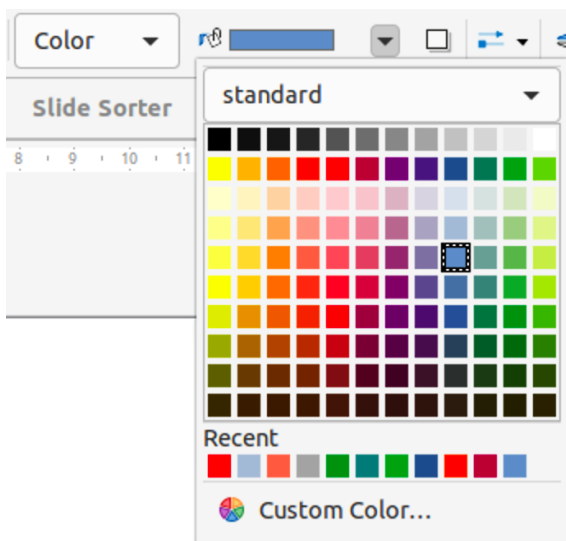 Color
Slide Sorter
8 9 10 11
standard
Recent
Custom Color...